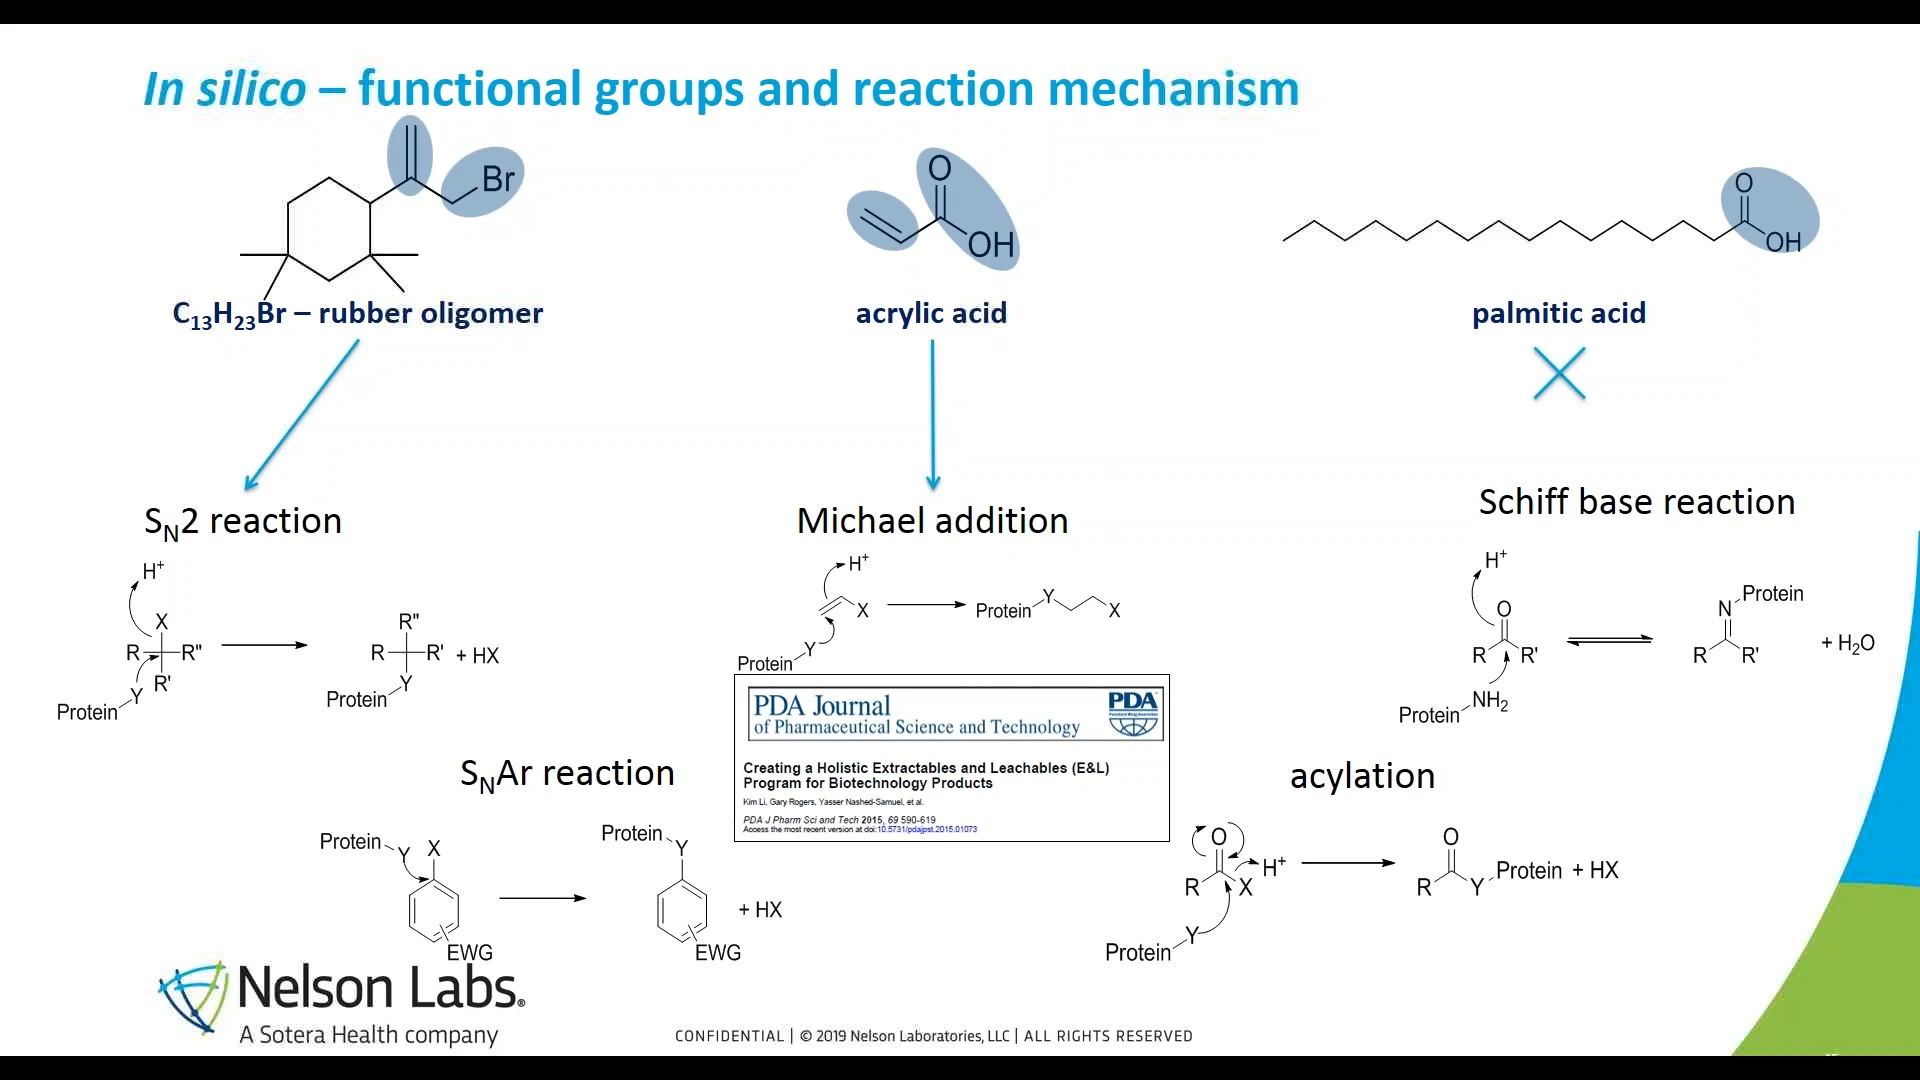 In silico – functional groups and reaction mechanism
Br
O
OH
O
OH
C13H23Br – rubber oligomer
acrylic acid
palmitic acid
SN2 reaction
Michael addition
Schiff base reaction
H+
X
R
R"
R'
Y
Protein
R"
R
R'
+ HX
Y
Protein
H+
X
Y
Protein
Protein
Y
X
H+
O
R
R'
NH2
Protein
N
Protein
R
R'
+ H2O
PDA Journal
of Pharmaceutical Science and Technology
PDA
Creating a Holistic Extractables and Leachables (E&L)
Program for Biotechnology Products
Kim Li, Gary Rogers, Yasser Nashed-Samuel, et al.
PDA J Pharm Sci and Tech 2015, 69 590-619
Access the most recent version at doi:10.5731/pdajpst.2015.01073
SNAr reaction
acylation
Protein
Y
X
EWG
Protein
Y
EWG
+ HX
O
R
X
H+
Y
Protein
O
R
Y
Protein + HX
Nelson Labs®
A Sotera Health company
CONFIDENTIAL | © 2019 Nelson Laboratories, LLC | ALL RIGHTS RESERVED